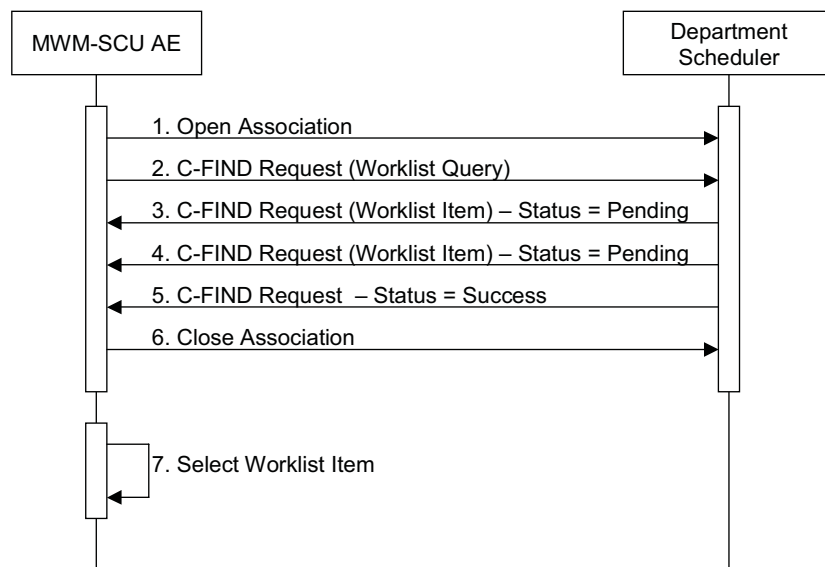 MWM-SCU AE
Department
Scheduler
1. Open Association
2. C-FIND Request (Worklist Query)
3. C-FIND Request (Worklist Item) – Status = Pending
4. C-FIND Request (Worklist Item) – Status = Pending
5. C-FIND Request  – Status = Success
6. Close Association
7. Select Worklist Item